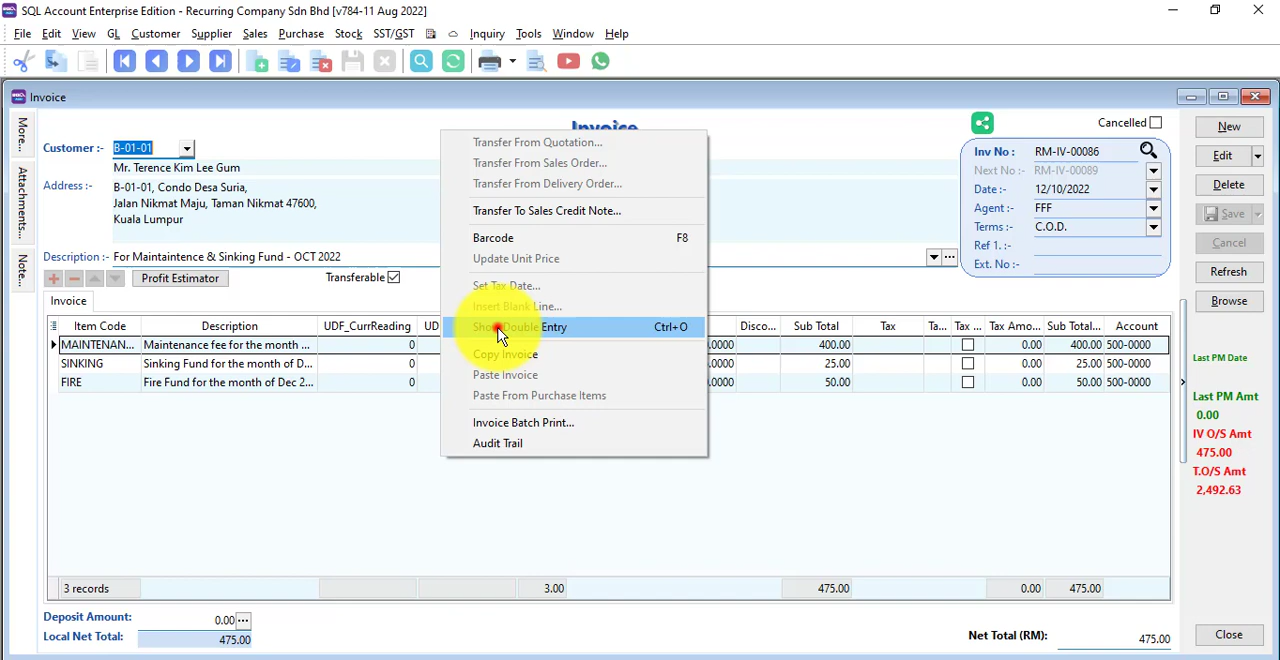 SQL Account Enterprise Edition - Recurring Company Sdn Bhd [v784-11 Aug 2022]
File Edit View GL Customer Supplier Sales Purchase Stock SST/GST Inquiry Tools Window Help
Invoice
Invoice
Cancelled
New
More...
Customer :- B-01-01
Inv No : RM-IV-00086
Edit
Mr. Terence Kim Lee Gum
Next No :- RM-IV-00089
Address :- B-01-01, Condo Desa Suria,
Date :- 12/10/2022
Delete
Jalan Nikmat Maju, Taman Nikmat 47600,
Agent :- FFF
Save
Kuala Lumpur
Terms :- C.O.D.
Attachments...
Ref 1. :-
Cancel
Description :- For Maintaintence & Sinking Fund - OCT 2022
Ext. No :-
Note...
Refresh
Profit Estimator
Transferable
Browse
Invoice
Transfer From Quotation...
Transfer From Sales Order...
Transfer From Delivery Order...
Transfer To Sales Credit Note...
Barcode F8
Update Unit Price
Set Tax Date...
Insert Blank Line...
Show Double Entry Ctrl+O
Copy Invoice
Paste Invoice
Paste From Purchase Items
Invoice Batch Print...
Audit Trail
Item Code Description UDF_CurrReading UD Disco... Sub Total Tax Ta... Tax ... Tax Amo... Sub Total... Account
MAINTENAN... Maintenance fee for the month ... 0 .0000 400.00 0.00 400.00 500-0000
SINKING Sinking Fund for the month of D... 0 .0000 25.00 0.00 25.00 500-0000
FIRE Fire Fund for the month of Dec 2... 0 .0000 50.00 0.00 50.00 500-0000
Last PM Date
Last PM Amt
0.00
IV O/S Amt
475.00
T.O/S Amt
2,492.63
3 records 3.00 475.00 0.00 475.00
Deposit Amount: 0.00
Local Net Total: 475.00
Net Total (RM): 475.00
Close